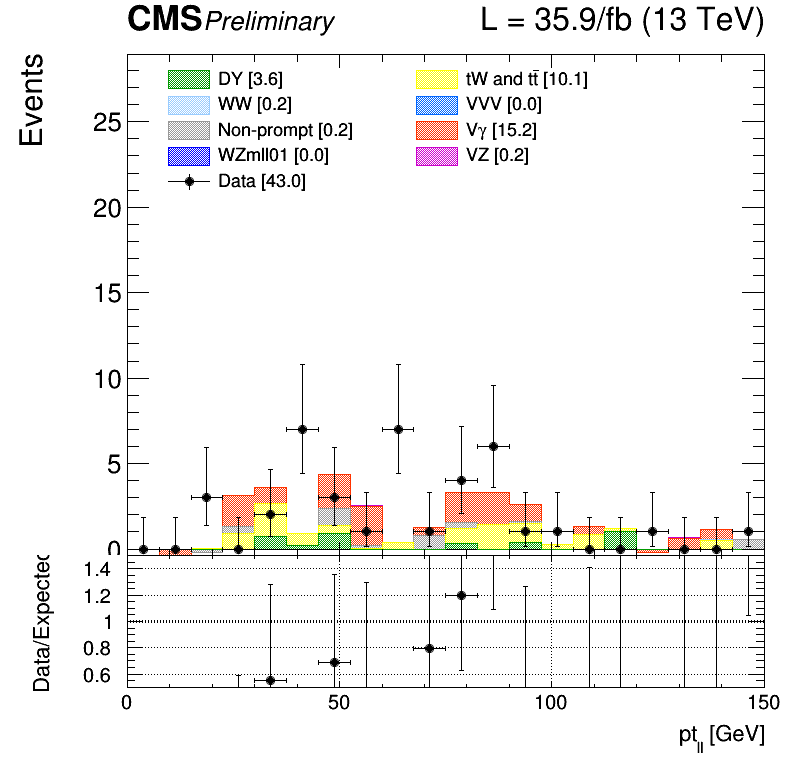 CMS Preliminary L = 35.9/fb (13 TeV)
Events
DY [3.6] tW and tt̄ [10.1]
WW [0.2] VVV [0.0]
Non-prompt [0.2] Vγ [15.2]
WZmll01 [0.0] VZ [0.2]
Data [43.0]
25
20
15
10
5
0
Data/Expected
1.4
1.2
1
0.8
0.6
0 50 100 150
pt_ll [GeV]